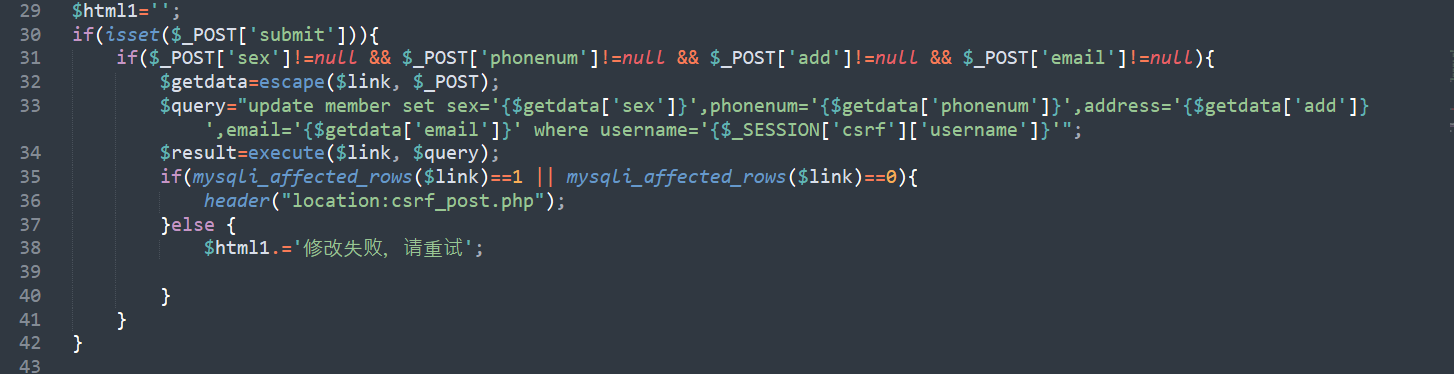 29 $html1='';
30 if(isset($_POST['submit'])){
31     if($_POST['sex']!=null && $_POST['phonenum']!=null && $_POST['add']!=null && $_POST['email']!=null){
32         $getdata=escape($link, $_POST);
33         $query="update member set sex='{$getdata['sex']}',phonenum='{$getdata['phonenum']}',address='{$getdata['add']}
            ',email='{$getdata['email']}' where username='{$_SESSION['csrf']['username']}'";
34         $result=execute($link, $query);
35         if(mysqli_affected_rows($link)==1 || mysqli_affected_rows($link)==0){
36             header("location:csrf_post.php");
37         }else {
38             $html1.='修改失败，请重试';
39
40         }
41     }
42 }
43